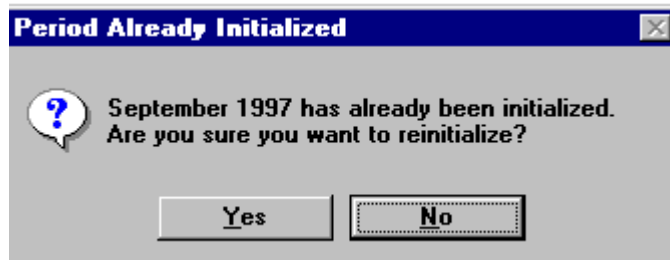 Period Already Initialized
?
September 1997 has already been initialized.
Are you sure you want to reinitialize?
Yes
No